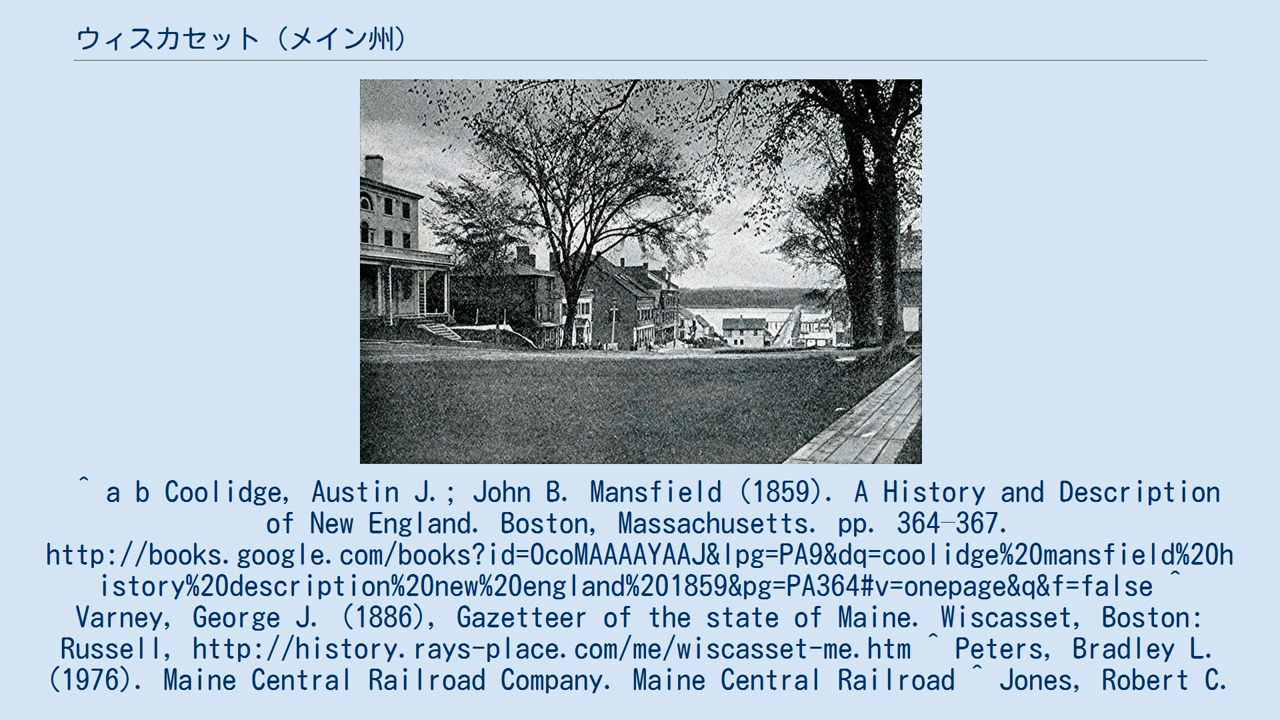 ウィスカセット（メイン州）
^ a b Coolidge, Austin J.; John B. Mansfield (1859). A History and Description
of New England. Boston, Massachusetts. pp. 364–367.
http://books.google.com/books?id=OcoMAAAAYAAJ&lpg=PA9&dq=coolidge%20mansfield%20h
istory%20description%20new%20england%201859&pg=PA364#v=onepage&q&f=false ^
Varney, George J. (1886), Gazetteer of the state of Maine. Wiscasset, Boston:
Russell, http://history.rays-place.com/me/wiscasset-me.htm ^ Peters, Bradley L.
(1976). Maine Central Railroad Company. Maine Central Railroad ^ Jones, Robert C.